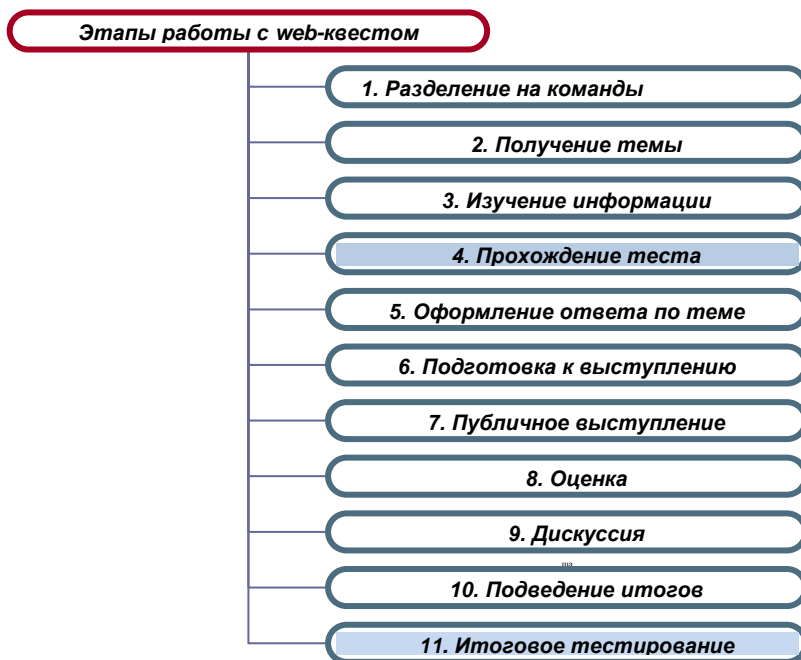 Этапы работы с web-квестом
1. Разделение на команды
2. Получение темы
3. Изучение информации
4. Прохождение теста
5. Оформление ответа по теме
6. Подготовка к выступлению
7. Публичное выступление
8. Оценка
9. Дискуссия
10. Подведение итогов
11. Итоговое тестирование